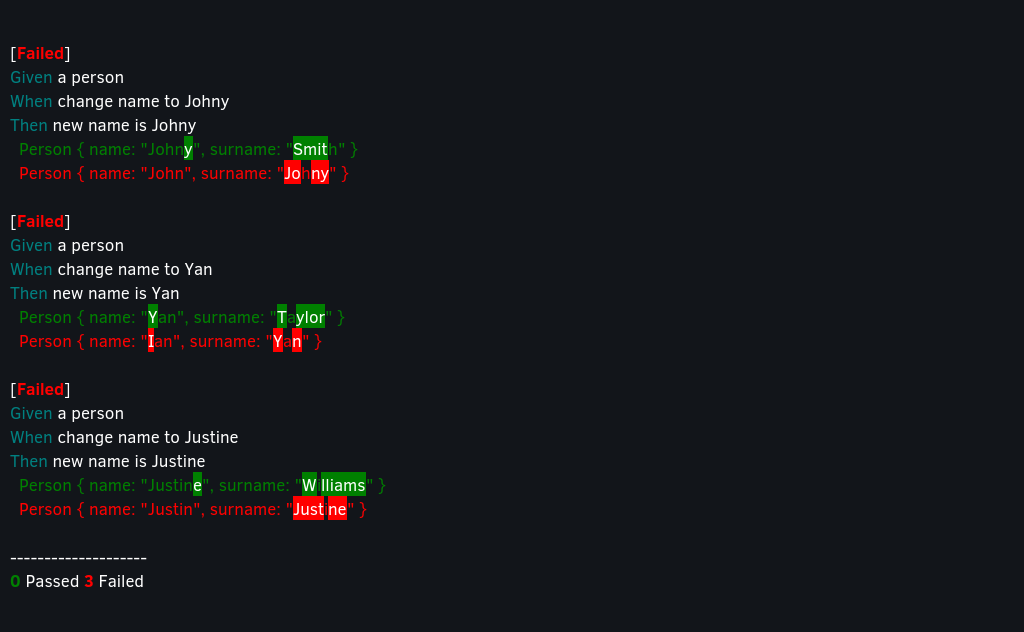 [Failed]
Given a person
When change name to Johny
Then new name is Johny
Person { name: "Johny", surname: "Smith" }
Person { name: "John", surname: "Johny" }
[Failed]
Given a person
When change name to Yan
Then new name is Yan
Person { name: "Yan", surname: "Taylor" }
Person { name: "Ian", surname: "Yan" }
[Failed]
Given a person
When change name to Justine
Then new name is Justine
Person { name: "Justine", surname: "Williams" }
Person { name: "Justin", surname: "Justine" }
--------------------
0 Passed 3 Failed